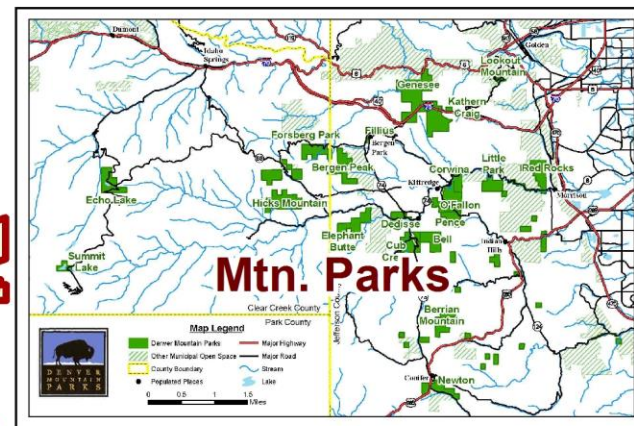 Dumont
Idaho
Springs
Golden
Lookout
Mountain
Genesee
Kathern
Craig
Forsberg Park
Fillius
Bergen
Park
Bergen Peak
Corwina
Little
Park
Red Rocks
Kittredge
Morrison
Echo Lake
Hicks Mountain
O'Fallon
Pence
Elephant
Butte
Dedisse
Cub
Cre
Bell
Indian
Hills
Summit
Lake
Mtn. Parks
Clear Creek County
Park County
Jefferson Cou
Berrian
Mountain
Conifer
Newton
Map Legend
Denver Mountain Parks
Major Highway
Other Municipal Open Space
Major Road
County Boundary
Stream
Populated Places
Lake
0 0.5 1 1.5
Miles
DENVER
MOUNTAIN
PARKS